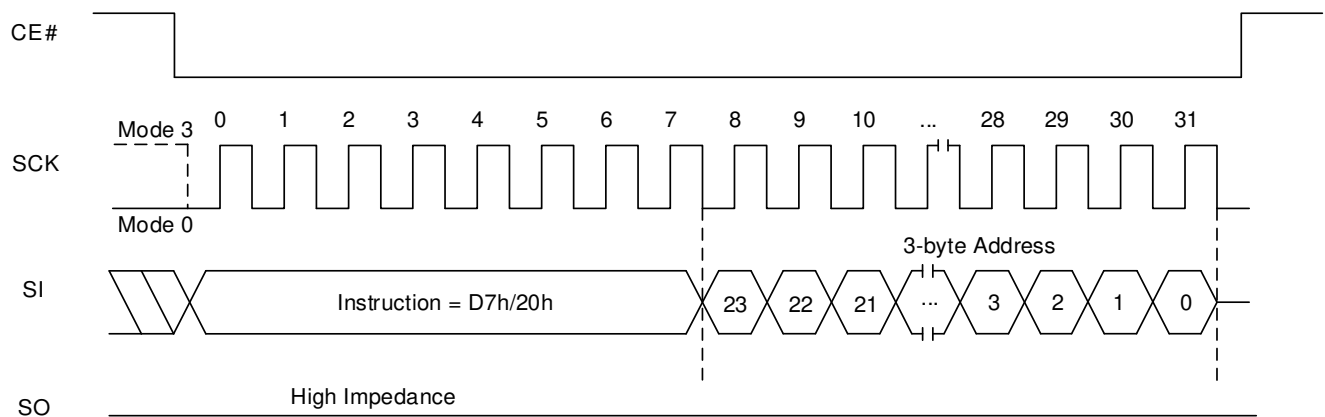 CE#
0 1 2 3 4 5 6 7 8 9 10 ... 28 29 30 31
Mode 3
SCK
Mode 0
3-byte Address
SI
Instruction = D7h/20h
23 22 21 ... 3 2 1 0
High Impedance
SO